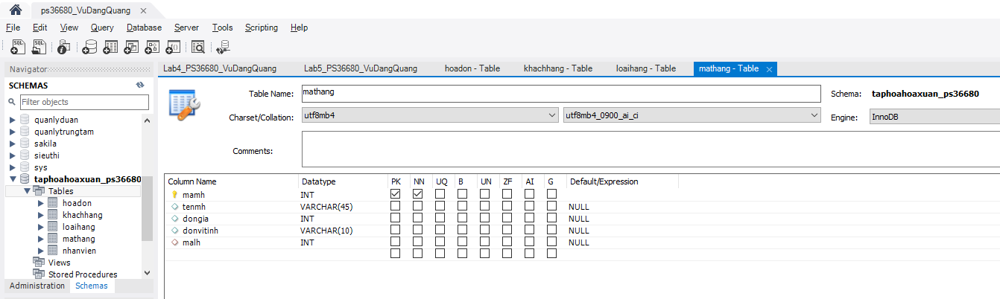 ps36680_VuDangQuang
File Edit View Query Database Server Tools Scripting Help
Navigator
SCHEMAS
Filter objects
quanlyduan
quanlytrungtam
sakila
sieuthi
sys
taphoahoaxuan_ps36680
Tables
hoadon
khachhang
loaihang
mathang
nhanvien
Views
Stored Procedures
Administration Schemas
Lab4_PS36680_VuDangQuang Lab5_PS36680_VuDangQuang hoadon - Table khachhang - Table loaihang - Table mathang - Table
Table Name: mathang Schema: taphoahoaxuan_ps36680
Charset/Collation: utf8mb4 utf8mb4_0900_ai_ci Engine: InnoDB
Comments:
Column Name Datatype PK NN UQ B UN ZF AI G Default/Expression
mamh INT
tenmh VARCHAR(45) NULL
dongia INT NULL
donvitinh VARCHAR(10) NULL
malh INT NULL